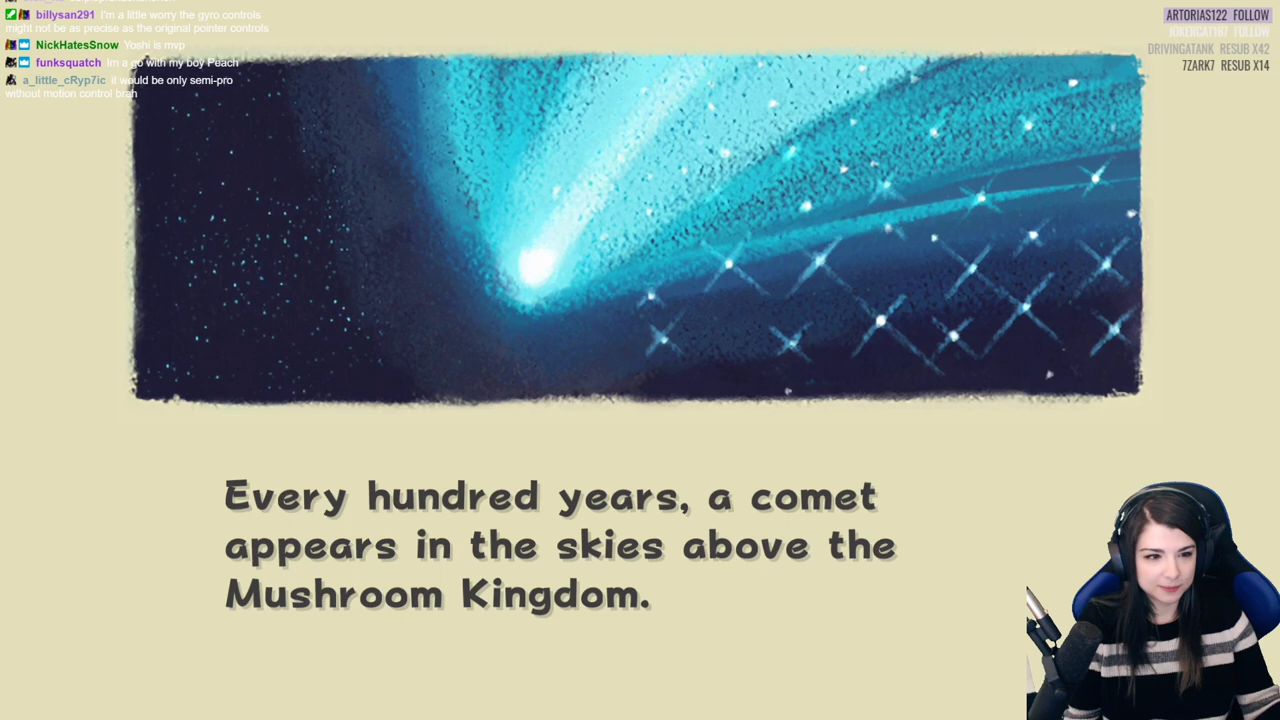 billysan291 I'm a little worry the gyro controls
might not be as precise as the original pointer controls
NickHatesSnow Yoshi is mvp
funksquatch Im a go with my boy Peach
a_little_cRyp7ic it would be only semi-pro
without motion control brah
ARTORIAS122 FOLLOW
JOKERCAT167 FOLLOW
DRIVINGATANK RESUB X42
7ZARK7 RESUB X14
Every hundred years, a comet
appears in the skies above the
Mushroom Kingdom.